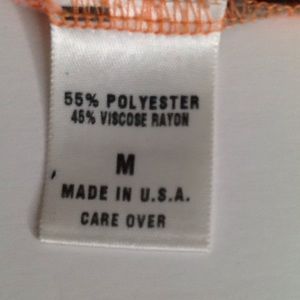 55% POLYESTER
45% VISCOSE RAYON
M
MADE IN U.S.A.
CARE OVER